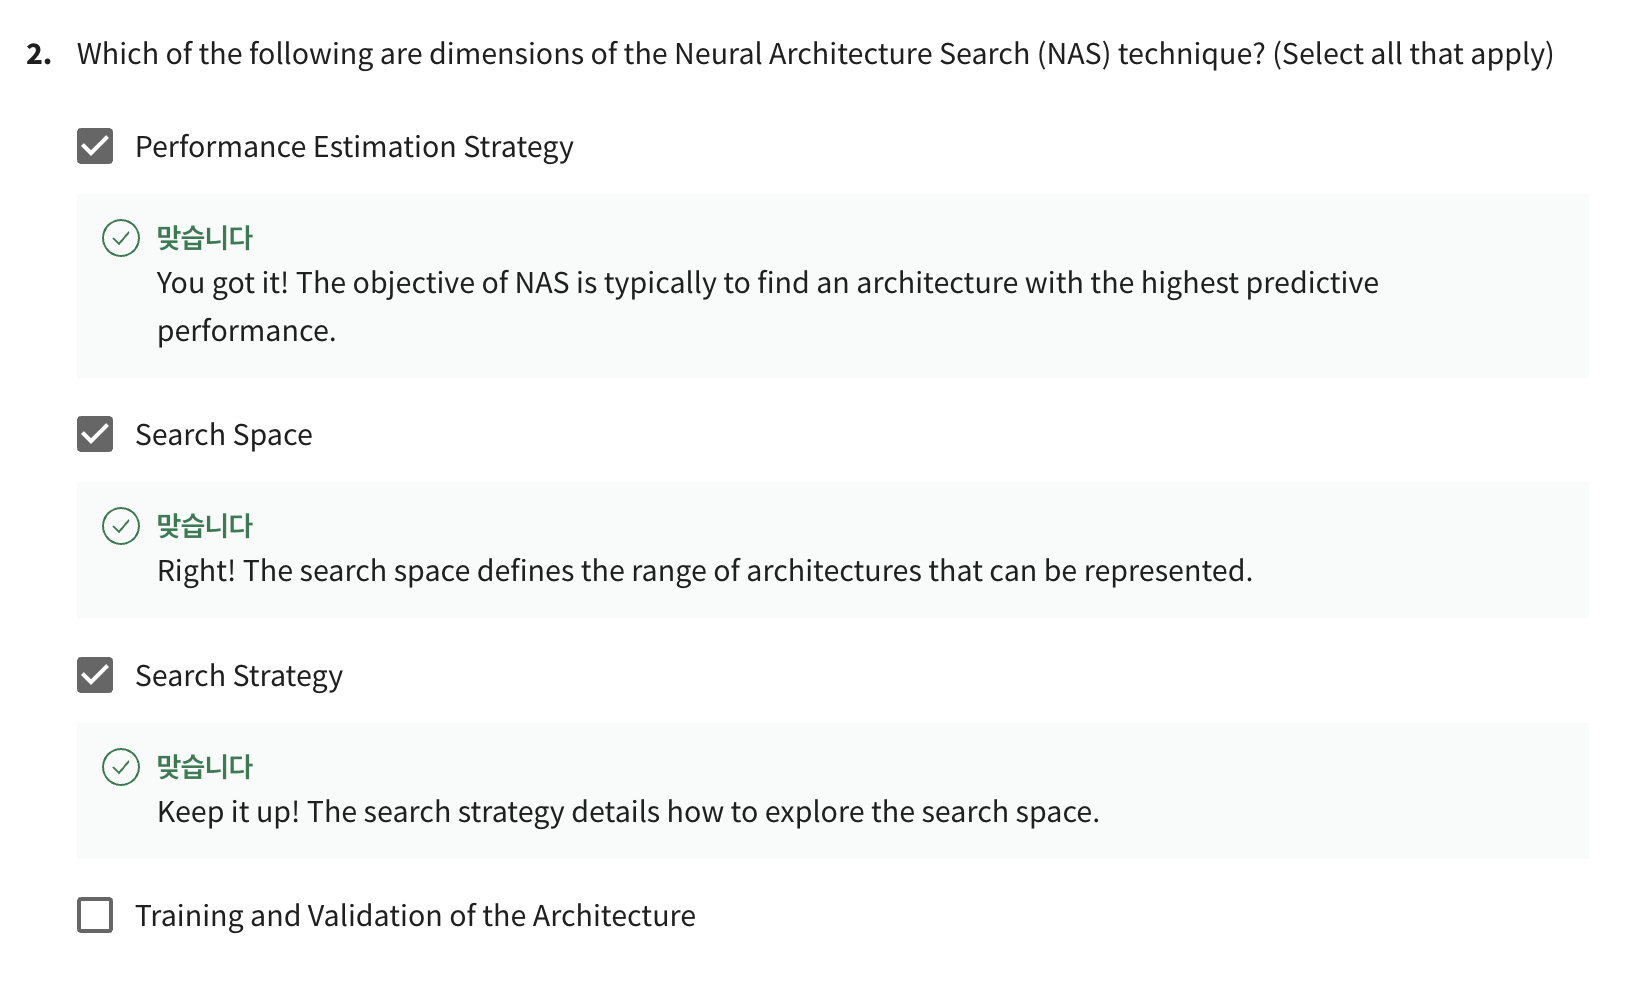 2. Which of the following are dimensions of the Neural Architecture Search (NAS) technique? (Select all that apply)
Performance Estimation Strategy
맞습니다
You got it! The objective of NAS is typically to find an architecture with the highest predictive
performance.
Search Space
맞습니다
Right! The search space defines the range of architectures that can be represented.
Search Strategy
맞습니다
Keep it up! The search strategy details how to explore the search space.
Training and Validation of the Architecture